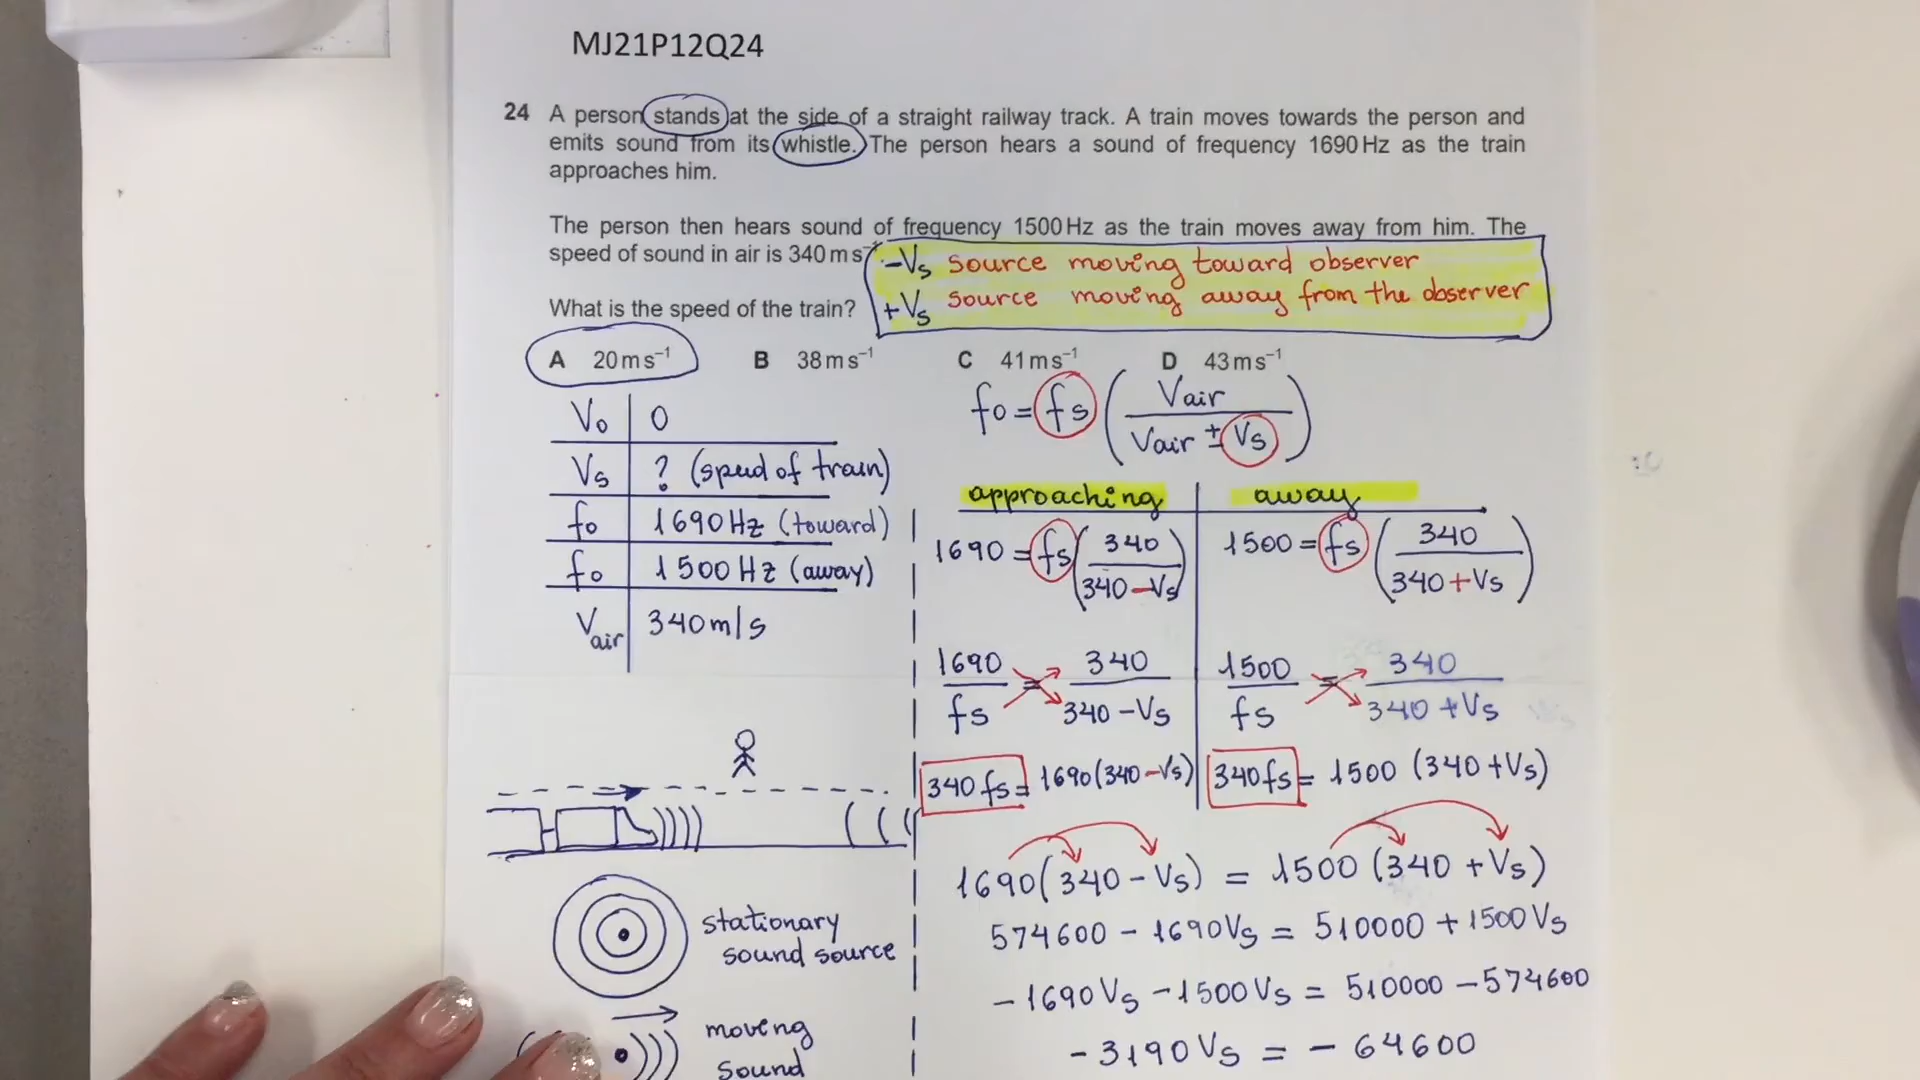 MJ21P12Q24
24 A person stands at the side of a straight railway track. A train moves towards the person and
emits sound from its whistle. The person hears a sound of frequency 1690 Hz as the train
approaches him.
The person then hears sound of frequency 1500 Hz as the train moves away from him. The
speed of sound in air is 340 m s
-Vs source moving toward observer
+Vs source moving away from the observer
What is the speed of the train?
A 20 m s⁻¹ B 38 m s⁻¹ C 41 m s⁻¹ D 43 m s⁻¹
Vo 0
Vs ? (speed of train)
fo 1690 Hz (toward)
fo 1500 Hz (away)
Vair 340 m/s
stationary
sound source
moving
sound
fo = fs (Vair / (Vair ± Vs))
approaching away
1690 = fs (340 / (340 - Vs)) 1500 = fs (340 / (340 + Vs))
1690 / fs = 340 / (340 - Vs) 1500 / fs = 340 / (340 + Vs)
340 fs = 1690 (340 - Vs) 340 fs = 1500 (340 + Vs)
1690 (340 - Vs) = 1500 (340 + Vs)
574600 - 1690 Vs = 510000 + 1500 Vs
- 1690 Vs - 1500 Vs = 510000 - 574600
- 3190 Vs = - 64600